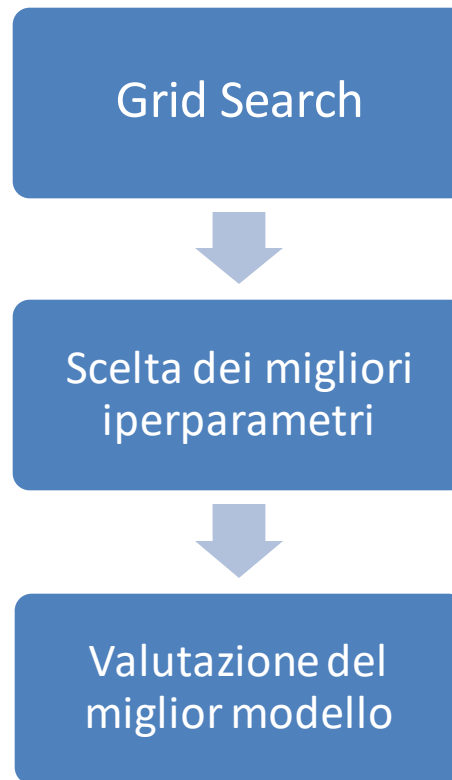 Grid Search
Scelta dei migliori
iperparametri
Valutazione del
miglior modello